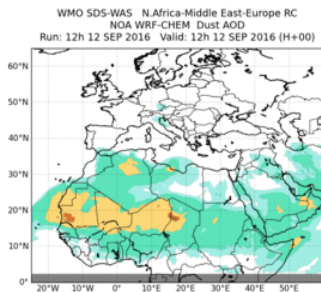 WMO SDS-WAS N.Africa-Middle East-Europe RC
NOA WRF-CHEM Dust AOD
Run: 12h 12 SEP 2016 Valid: 12h 12 SEP 2016 (H+00)
60°N
50°N
40°N
30°N
20°N
10°N
0°
20°W 10°W 0° 10°E 20°E 30°E 40°E 50°E